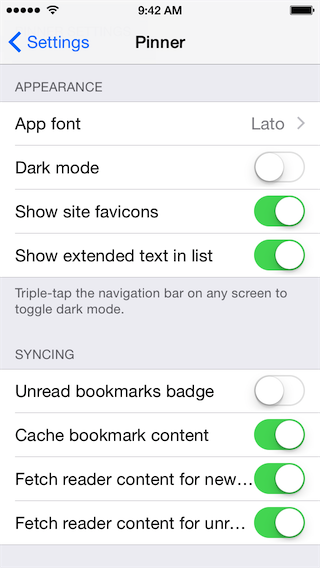 9:42 AM
Settings
Pinner
APPEARANCE
App font Lato
Dark mode
Show site favicons
Show extended text in list
Triple-tap the navigation bar on any screen to
toggle dark mode.
SYNCING
Unread bookmarks badge
Cache bookmark content
Fetch reader content for new...
Fetch reader content for unr...